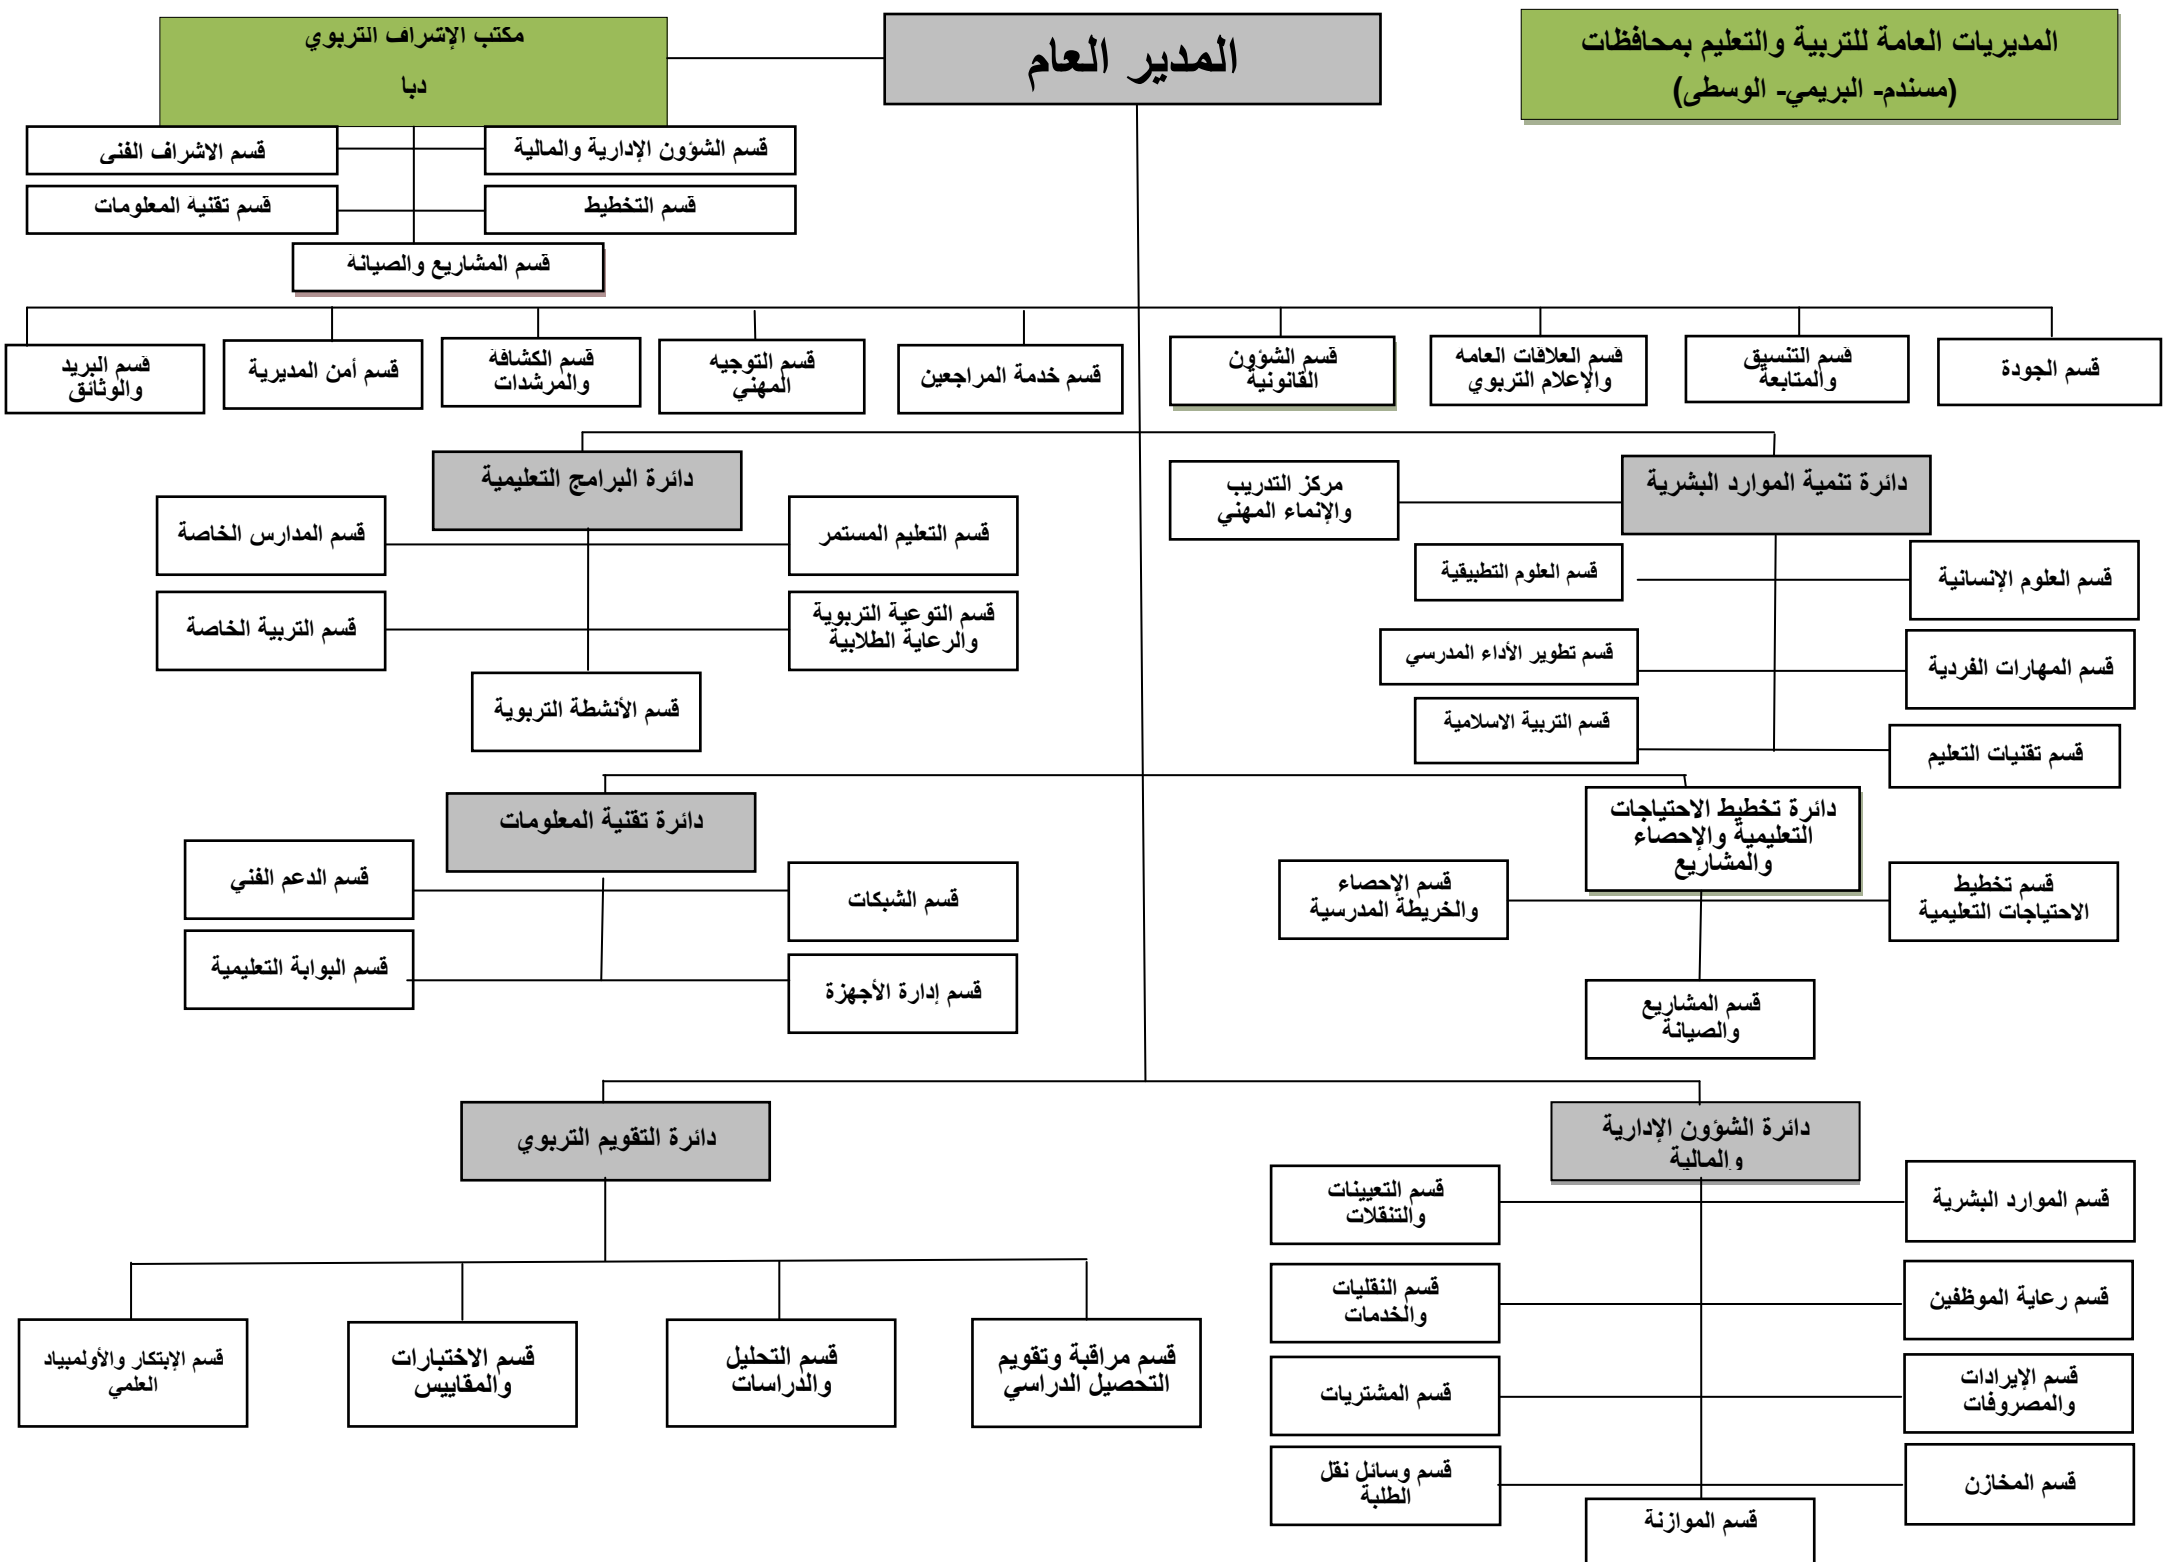 المديريات العامة للتربية والتعليم بمحافظات
(مسندم- البريمي- الوسطى)
المدير العام
مكتب الإشراف التربوي
دبا
قسم الشؤون الإدارية والمالية
قسم الاشراف الفنى
قسم التخطيط
قسم تقنية المعلومات
قسم المشاريع والصيانة
قسم الجودة
قسم التنسيق
والمتابعة
قسم العلاقات العامه
والإعلام التربوي
قسم الشؤون
القانونية
قسم خدمة المراجعين
قسم التوجيه
المهني
قسم الكشافة
والمرشدات
قسم أمن المديرية
قسم البريد
والوثائق
دائرة تنمية الموارد البشرية
مركز التدريب
والإنماء المهني
قسم العلوم الإنسانية
قسم العلوم التطبيقية
قسم المهارات الفردية
قسم تطوير الأداء المدرسي
قسم تقنيات التعليم
قسم التربية الاسلامية
دائرة البرامج التعليمية
قسم التعليم المستمر
قسم المدارس الخاصة
قسم التوعية التربوية
والرعاية الطلابية
قسم التربية الخاصة
قسم الأنشطة التربوية
دائرة تخطيط الاحتياجات
التعليمية والإحصاء
والمشاريع
قسم تخطيط
الاحتياجات التعليمية
قسم الإحصاء
والخريطة المدرسية
قسم المشاريع
والصيانة
دائرة تقنية المعلومات
قسم الشبكات
قسم الدعم الفني
قسم إدارة الأجهزة
قسم البوابة التعليمية
دائرة الشؤون الإدارية
والمالية
قسم الموارد البشرية
قسم التعيينات
والتنقلات
قسم رعاية الموظفين
قسم النقليات
والخدمات
قسم الإيرادات
والمصروفات
قسم المشتريات
قسم المخازن
قسم وسائل نقل
الطلبة
قسم الموازنة
دائرة التقويم التربوي
قسم مراقبة وتقويم
التحصيل الدراسي
قسم التحليل
والدراسات
قسم الاختبارات
والمقاييس
قسم الإبتكار والأولمبياد
العلمي